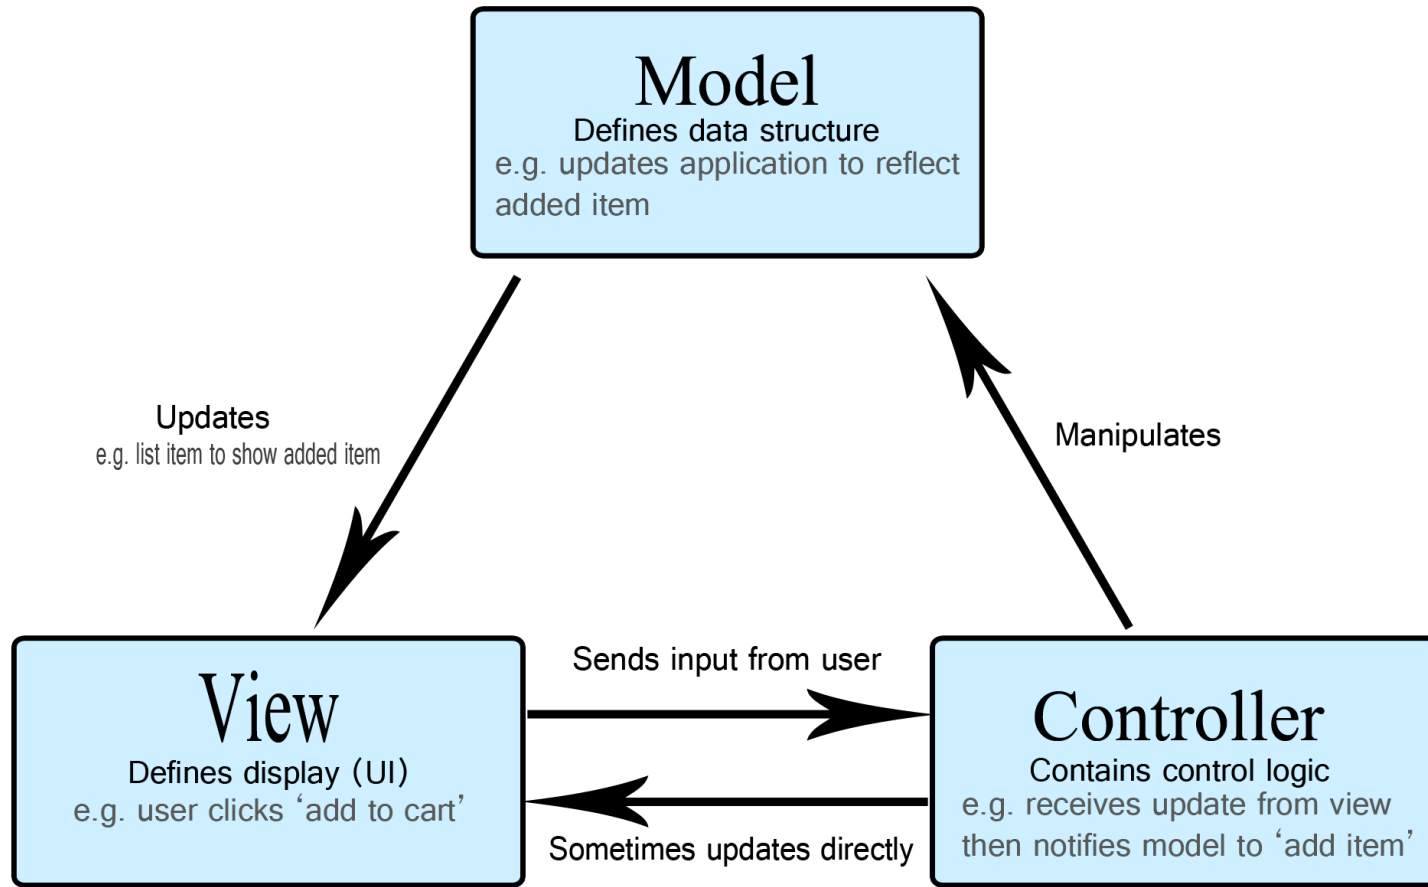 Model
Defines data structure
e.g. updates application to reflect
added item
Updates
e.g. list item to show added item
Manipulates
Sends input from user
View
Defines display (UI)
e.g. user clicks ‘add to cart’
Sometimes updates directly
Controller
Contains control logic
e.g. receives update from view
then notifies model to ‘add item’